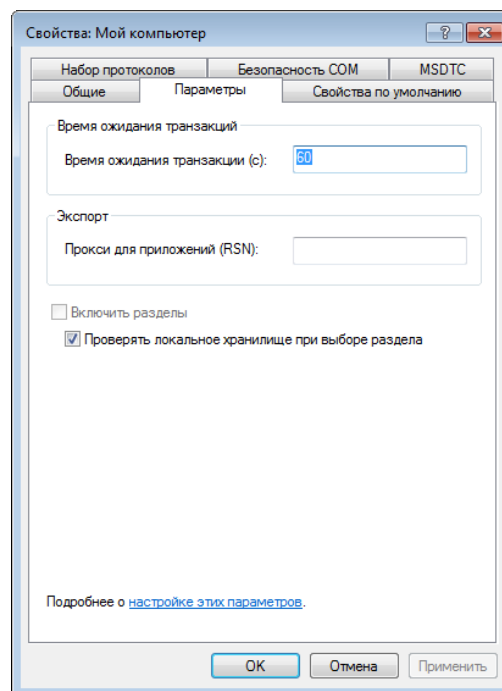 Свойства: Мой компьютер
Набор протоколов Безопасность COM MSDTC
Общие Параметры Свойства по умолчанию
Время ожидания транзакций
Время ожидания транзакции (с): 60
Экспорт
Прокси для приложений (RSN):
Включить разделы
Проверять локальное хранилище при выборе раздела
Подробнее о настройке этих параметров.
OK Отмена Применить